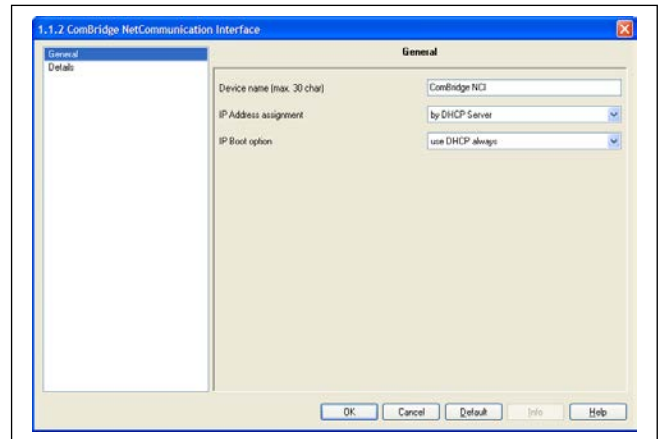 1.1.2 ComBridge NetCommunication Interface
General
Details
General
Device name (max. 30 char)
ComBridge NCI
IP Address assignment
by DHCP Server
IP Boot option
use DHCP always
OK
Cancel
Default
Info
Help